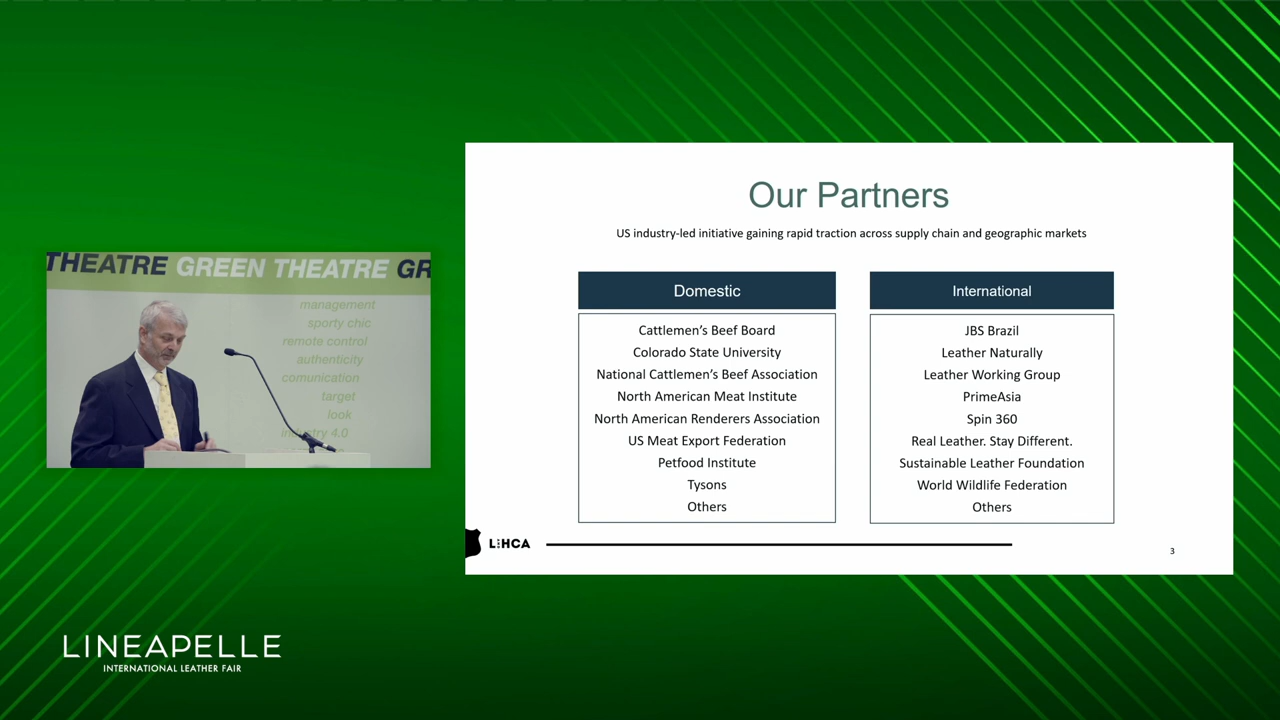 THEATRE GREEN THEATRE GR
management
sporty chic
remote control
authenticity
comunication
target
look
industry 4.0
LINEAPELLE
INTERNATIONAL LEATHER FAIR
Our Partners
US industry-led initiative gaining rapid traction across supply chain and geographic markets
Domestic
Cattlemen's Beef Board
Colorado State University
National Cattlemen's Beef Association
North American Meat Institute
North American Renderers Association
US Meat Export Federation
Petfood Institute
Tysons
Others
International
JBS Brazil
Leather Naturally
Leather Working Group
PrimeAsia
Spin 360
Real Leather. Stay Different.
Sustainable Leather Foundation
World Wildlife Federation
Others
L&HCA
3